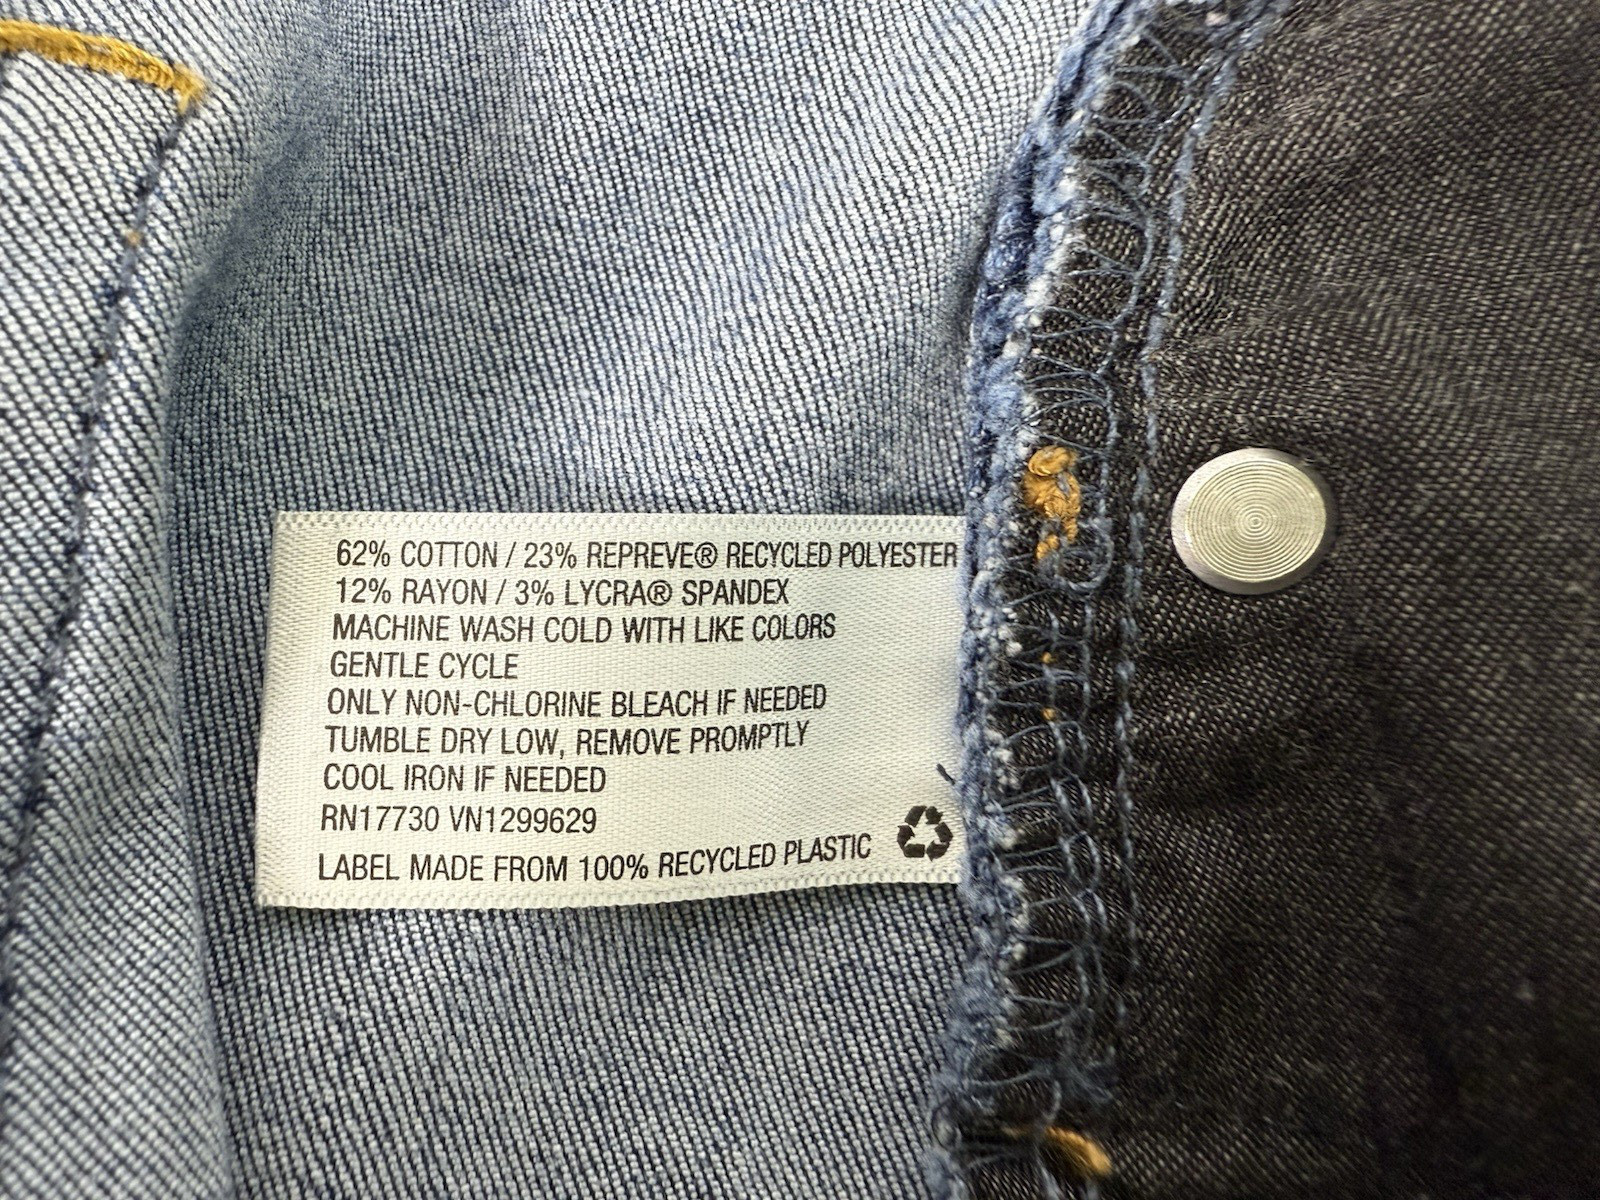 62% COTTON / 23% REPREVE® RECYCLED POLYESTER
12% RAYON / 3% LYCRA® SPANDEX
MACHINE WASH COLD WITH LIKE COLORS
GENTLE CYCLE
ONLY NON-CHLORINE BLEACH IF NEEDED
TUMBLE DRY LOW, REMOVE PROMPTLY
COOL IRON IF NEEDED
RN17730 VN1299629
LABEL MADE FROM 100% RECYCLED PLASTIC